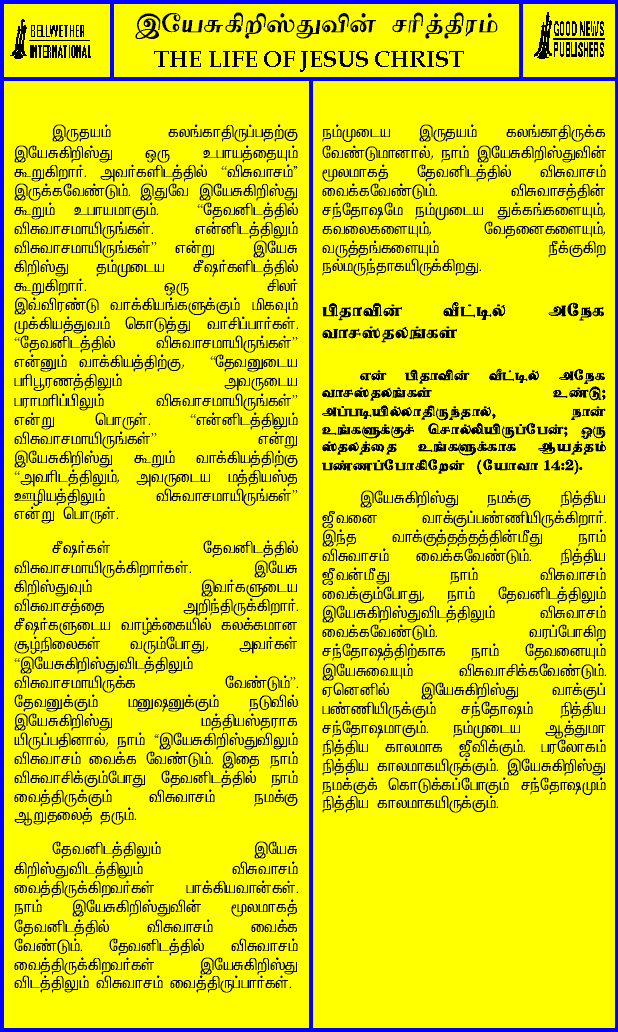 BELLWETHER
INTERNATIONAL
இயேசுகிறிஸ்துவின் சரித்திரம்
THE LIFE OF JESUS CHRIST
GOOD NEWS
PUBLISHERS
இருதயம் கலங்காதிருப்பதற்கு
இயேசுகிறிஸ்து ஒரு உபாயத்தையும்
கூறுகிறார். அவர்களிடத்தில் “விசுவாசம்”
இருக்கவேண்டும். இதுவே இயேசுகிறிஸ்து
கூறும் உபாயமாகும். “தேவனிடத்தில்
விசுவாசமாயிருங்கள். என்னிடத்திலும்
விசுவாசமாயிருங்கள்” என்று இயேசு
கிறிஸ்து தம்முடைய சீஷர்களிடத்தில்
கூறுகிறார். ஒரு சிலர்
இவ்விரண்டு வாக்கியங்களுக்கும் மிகவும்
முக்கியத்துவம் கொடுத்து வாசிப்பார்கள்.
“தேவனிடத்தில் விசுவாசமாயிருங்கள்”
என்னும் வாக்கியத்திற்கு, “தேவனுடைய
பரிபூரணத்திலும் அவருடைய
பராமரிப்பிலும் விசுவாசமாயிருங்கள்”
என்று பொருள். “என்னிடத்திலும்
விசுவாசமாயிருங்கள்” என்று
இயேசுகிறிஸ்து கூறும் வாக்கியத்திற்கு
“அவரிடத்திலும், அவருடைய மத்தியஸ்த
ஊழியத்திலும் விசுவாசமாயிருங்கள்”
என்று பொருள்.
சீஷர்கள் தேவனிடத்தில்
விசுவாசமாயிருக்கிறார்கள். இயேசு
கிறிஸ்துவும் இவர்களுடைய
விசுவாசத்தை அறிந்திருக்கிறார்.
சீஷர்களுடைய வாழ்க்கையில் கலக்கமான
சூழ்நிலைகள் வரும்போது, அவர்கள்
“இயேசுகிறிஸ்துவிடத்திலும்
விசுவாசமாயிருக்க வேண்டும்”.
தேவனுக்கும் மனுஷனுக்கும் நடுவில்
இயேசுகிறிஸ்து மத்தியஸ்தராக
யிருப்பதினால், நாம் “இயேசுகிறிஸ்துவிலும்
விசுவாசம் வைக்க வேண்டும். இதை நாம்
விசுவாசிக்கும்போது தேவனிடத்தில் நாம்
வைத்திருக்கும் விசுவாசம் நமக்கு
ஆறுதலைத் தரும்.
தேவனிடத்திலும் இயேசு
கிறிஸ்துவிடத்திலும் விசுவாசம்
வைத்திருக்கிறவர்கள் பாக்கியவான்கள்.
நாம் இயேசுகிறிஸ்துவின் மூலமாகத்
தேவனிடத்தில் விசுவாசம் வைக்க
வேண்டும். தேவனிடத்தில் விசுவாசம்
வைத்திருக்கிறவர்கள் இயேசுகிறிஸ்து
விடத்திலும் விசுவாசம் வைத்திருப்பார்கள்.
நம்முடைய இருதயம் கலங்காதிருக்க
வேண்டுமானால், நாம் இயேசுகிறிஸ்துவின்
மூலமாகத் தேவனிடத்தில் விசுவாசம்
வைக்கவேண்டும். விசுவாசத்தின்
சந்தோஷமே நம்முடைய துக்கங்களையும்,
கவலைகளையும், வேதனைகளையும்,
வருத்தங்களையும் நீக்குகிற
நல்மருந்தாகயிருக்கிறது.
பிதாவின் வீட்டில் அநேக
வாசஸ்தலங்கள்
என் பிதாவின் வீட்டில் அநேக
வாசஸ்தலங்கள் உண்டு;
அப்படியில்லாதிருந்தால், நான்
உங்களுக்குச் சொல்லியிருப்பேன்; ஒரு
ஸ்தலத்தை உங்களுக்காக ஆயத்தம்
பண்ணப்போகிறேன் (யோவா 14:2).
இயேசுகிறிஸ்து நமக்கு நித்திய
ஜீவனை வாக்குப்பண்ணியிருக்கிறார்.
இந்த வாக்குத்தத்தத்தின்மீது நாம்
விசுவாசம் வைக்கவேண்டும். நித்திய
ஜீவன்மீது நாம் விசுவாசம்
வைக்கும்போது, நாம் தேவனிடத்திலும்
இயேசுகிறிஸ்துவிடத்திலும் விசுவாசம்
வைக்கவேண்டும். வரப்போகிற
சந்தோஷத்திற்காக நாம் தேவனையும்
இயேசுவையும் விசுவாசிக்கவேண்டும்.
ஏனெனில் இயேசுகிறிஸ்து வாக்குப்
பண்ணியிருக்கும் சந்தோஷம் நித்திய
சந்தோஷமாகும். நம்முடைய ஆத்துமா
நித்திய காலமாக ஜீவிக்கும். பரலோகம்
நித்திய காலமாகயிருக்கும். இயேசுகிறிஸ்து
நமக்குக் கொடுக்கப்போகும் சந்தோஷமும்
நித்திய காலமாகயிருக்கும்.